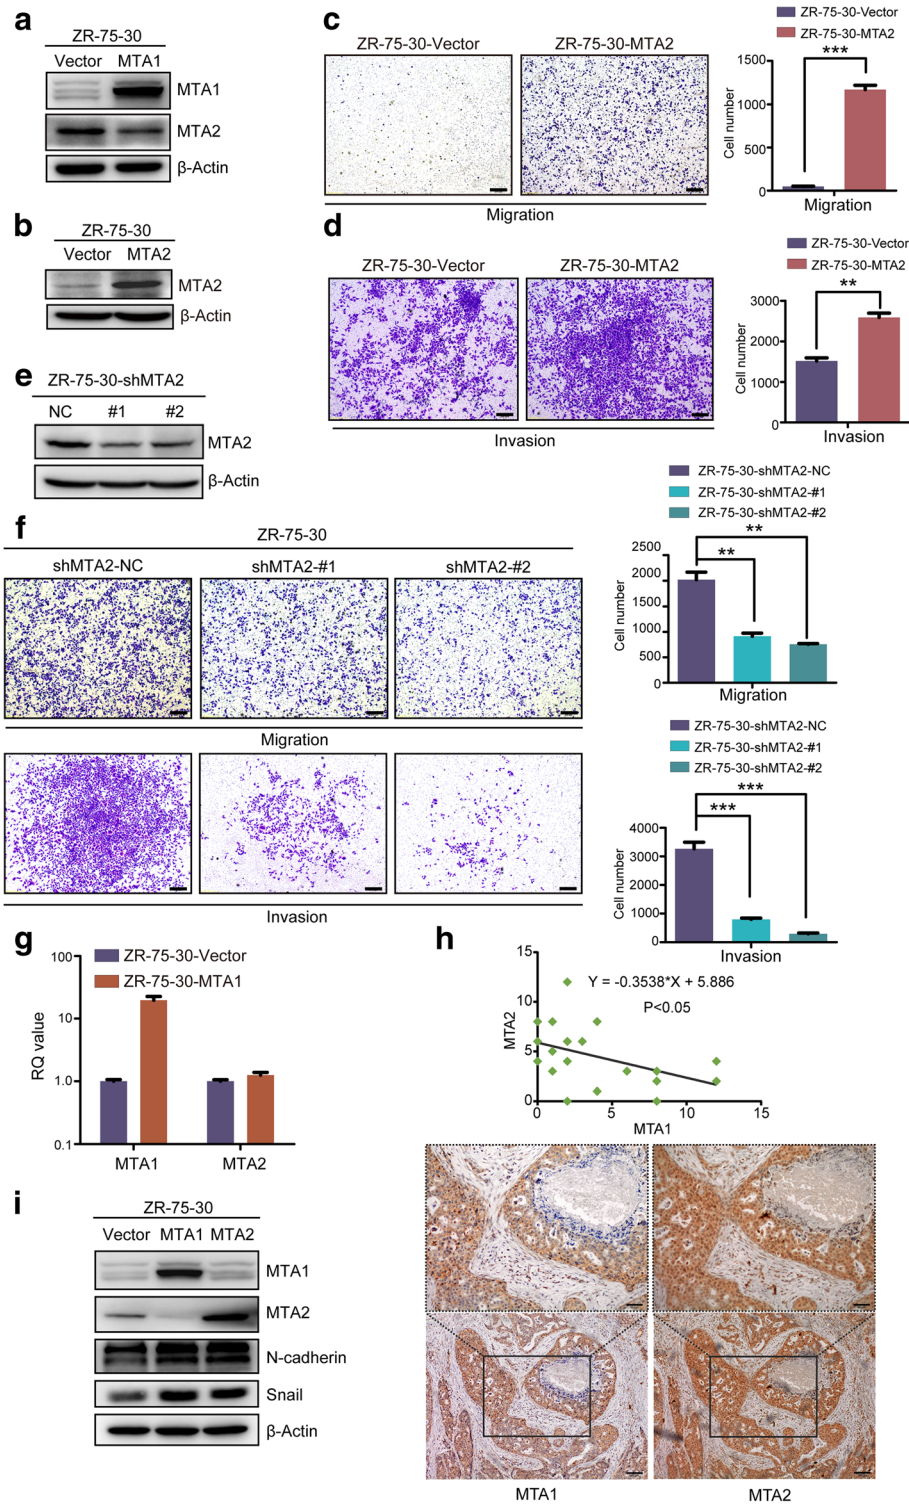 a
ZR-75-30
Vector MTA1
MTA1
MTA2
β-Actin
b
ZR-75-30
Vector MTA2
MTA2
β-Actin
c
ZR-75-30-Vector ZR-75-30-MTA2
Migration
ZR-75-30-Vector
ZR-75-30-MTA2
***
1500
1000
500
0
Cell number
Migration
d
ZR-75-30-Vector ZR-75-30-MTA2
Invasion
ZR-75-30-Vector
ZR-75-30-MTA2
**
3000
2000
1000
0
Cell number
Invasion
e
ZR-75-30-shMTA2
NC #1 #2
MTA2
β-Actin
f
ZR-75-30
shMTA2-NC shMTA2-#1 shMTA2-#2
Migration
Invasion
ZR-75-30-shMTA2-NC
ZR-75-30-shMTA2-#1
ZR-75-30-shMTA2-#2
**
**
2500
2000
1500
1000
500
0
Cell number
Migration
ZR-75-30-shMTA2-NC
ZR-75-30-shMTA2-#1
ZR-75-30-shMTA2-#2
***
***
4000
3000
2000
1000
0
Cell number
Invasion
g
ZR-75-30-Vector
ZR-75-30-MTA1
100
10
1.0
0.1
RQ value
MTA1 MTA2
h
Y = -0.3538*X + 5.886
P<0.05
15
10
5
0
MTA2
0 5 10 15
MTA1
MTA1 MTA2
i
ZR-75-30
Vector MTA1 MTA2
MTA1
MTA2
N-cadherin
Snail
β-Actin